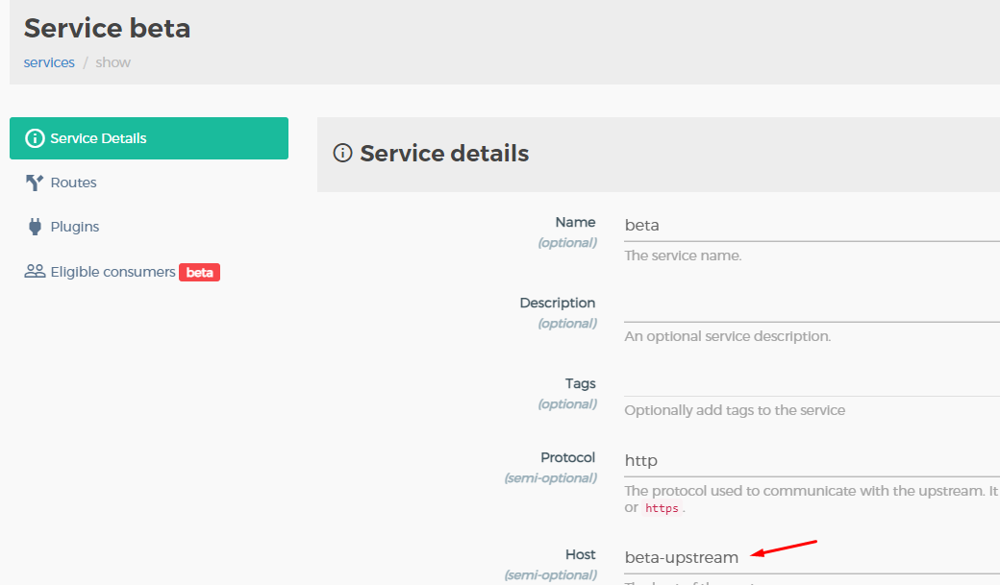 Service beta
services / show
Service Details
Routes
Plugins
Eligible consumers beta
Service details
Name
(optional)
beta
The service name.
Description
(optional)
An optional service description.
Tags
(optional)
Optionally add tags to the service
Protocol
(semi-optional)
http
The protocol used to communicate with the upstream. It
or https.
Host
(semi-optional)
beta-upstream